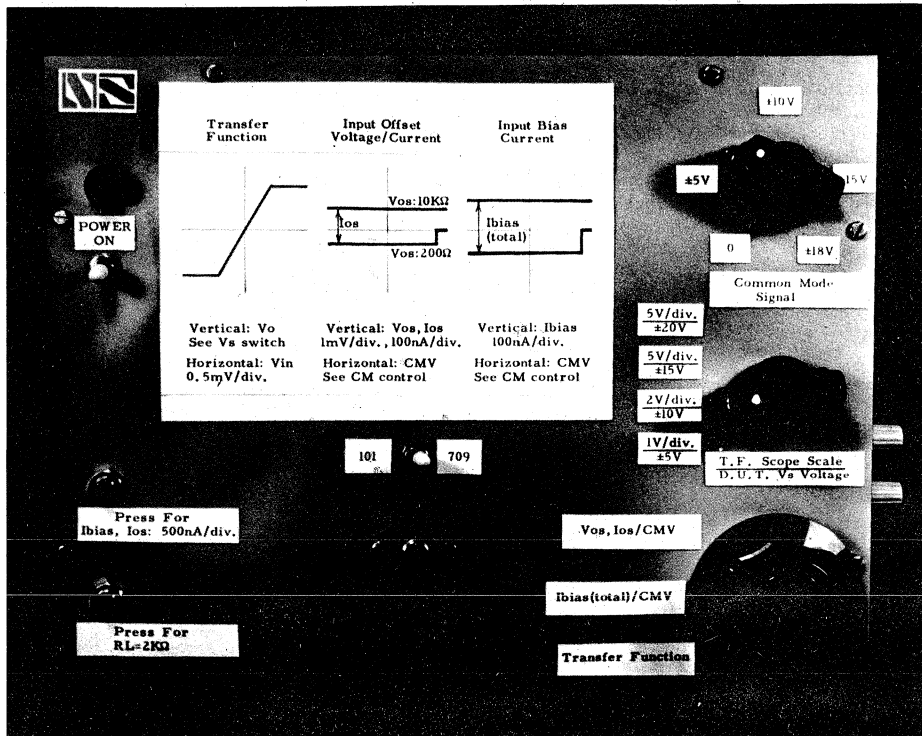 POWER
ON
Transfer
Function
Vertical: Vo
See Vs switch
Horizontal: Vin
0.5mV/div.
Input Offset
Voltage/Current
Vos:10KΩ
Ios
Vos:200Ω
Vertical: Vos, Ios
1mV/div.,100nA/div.
Horizontal: CMV
See CM control
Input Bias
Current
Ibias
(total)
Vertical: Ibias
100nA/div.
Horizontal: CMV
See CM control
±10V
±5V
15V
0
±18V
Common Mode
Signal
5V/div.
±20V
5V/div.
±15V
2V/div.
±10V
1V/div.
±5V
T.F. Scope Scale
D.U.T. Vs Voltage
101
709
Press For
Ibias, Ios: 500nA/div.
Press For
RL=2KΩ
Vos, Ios/CMV
Ibias(total)/CMV
Transfer Function